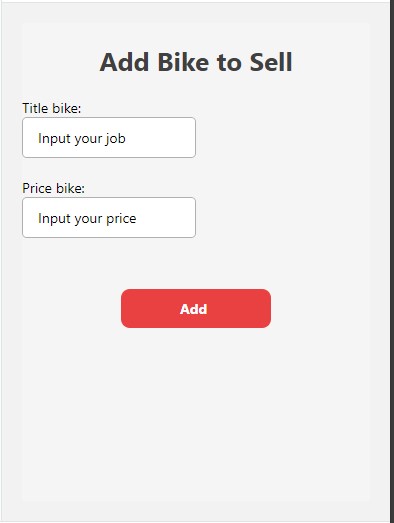 Add Bike to Sell
Title bike:
Input your job
Price bike:
Input your price
Add